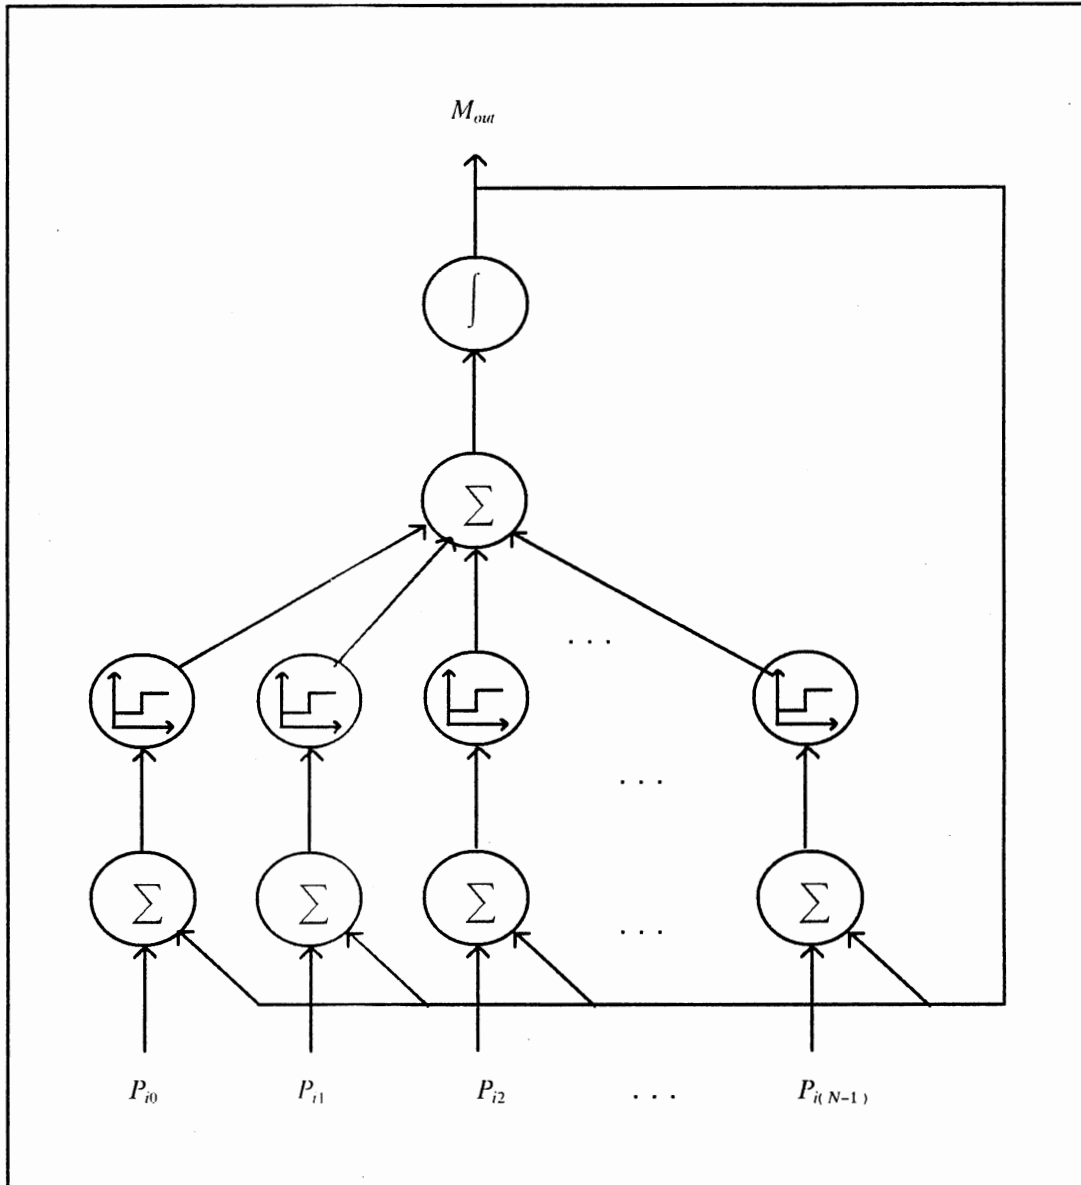 M_out
∫
Σ
. . .
. . .
Σ Σ Σ . . . Σ
P_i0 P_i1 P_i2 . . . P_i(N-1)